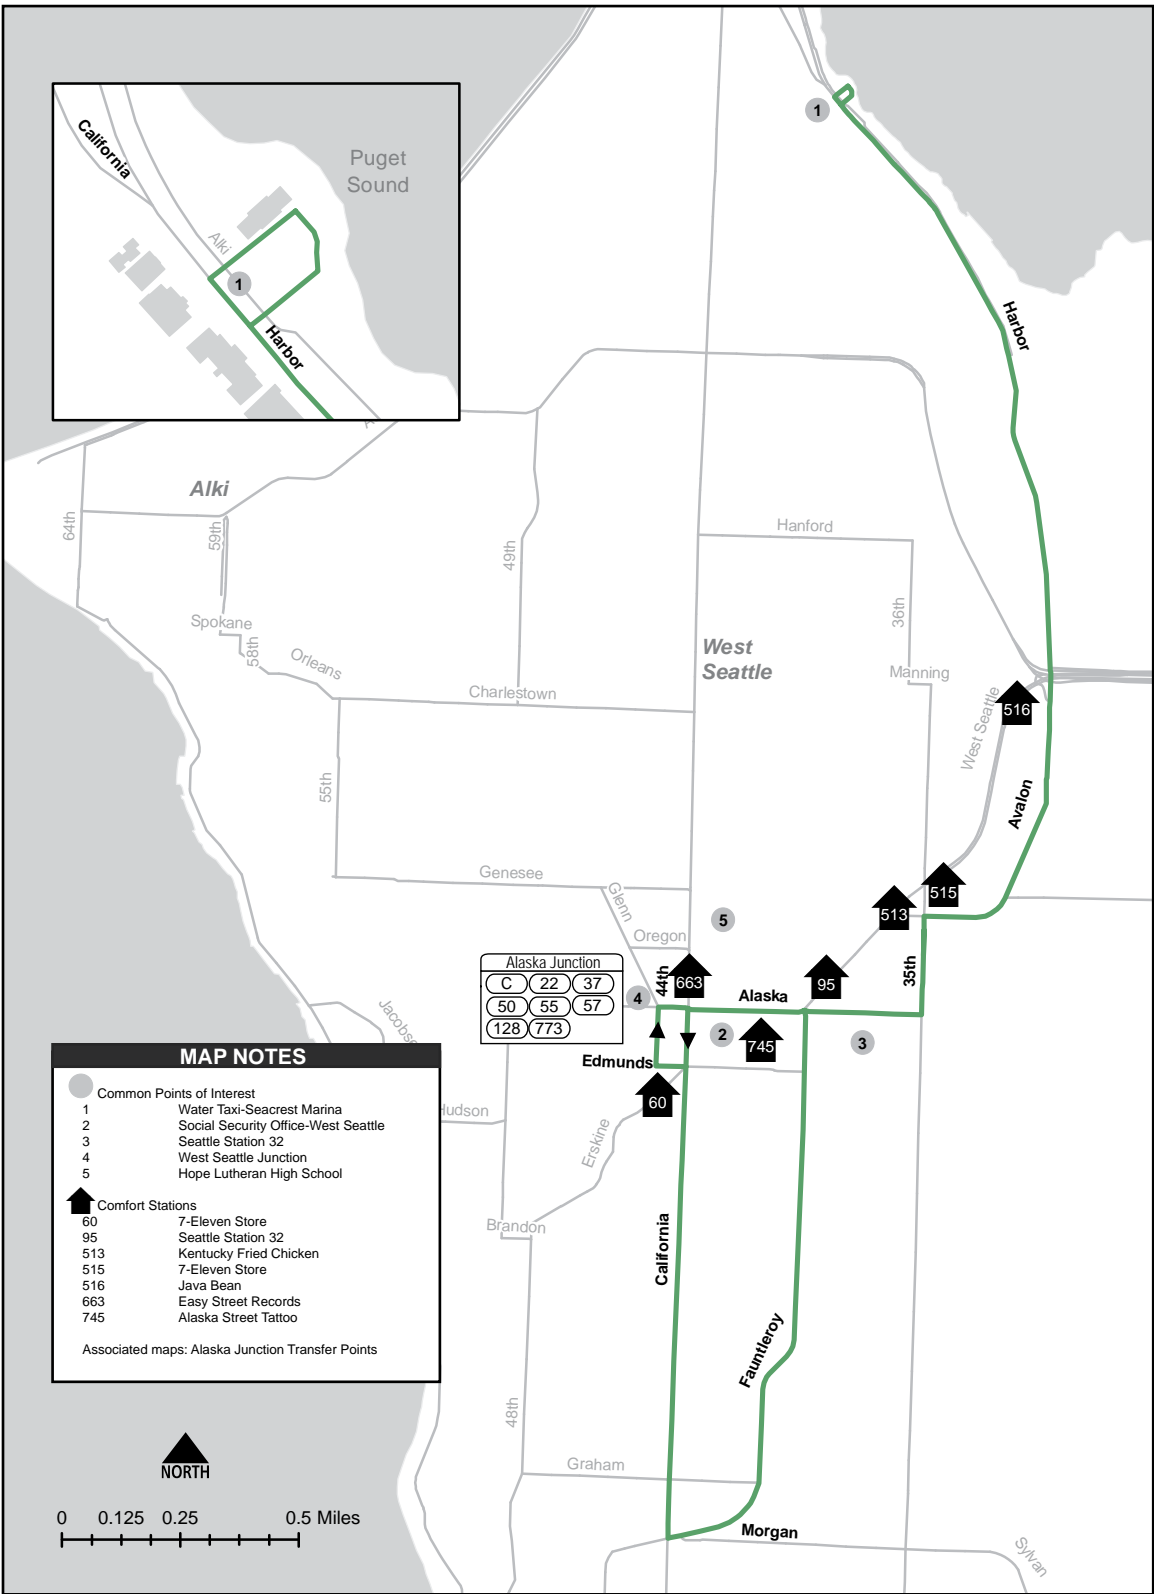 1
California
Puget
Sound
Alki
1
Harbor
A
Harbor
Alki
64th
59th
49th
Hanford
36th
Spokane
58th
Orleans
West
Seattle
Manning
Charlestown
West Seattle
516
55th
Avalon
Genesee
Glenn
515
513
5
Oregon
Alaska Junction
C 22 37
50 55 57
128 773
4
44th
663
Alaska
95
35th
2
745
3
Edmunds
60
Jacobse
Hudson
Erskine
Brandon
California
Fauntleroy
48th
Graham
Morgan
Sylvan
MAP NOTES
Common Points of Interest
1 Water Taxi-Seacrest Marina
2 Social Security Office-West Seattle
3 Seattle Station 32
4 West Seattle Junction
5 Hope Lutheran High School
Comfort Stations
60 7-Eleven Store
95 Seattle Station 32
513 Kentucky Fried Chicken
515 7-Eleven Store
516 Java Bean
663 Easy Street Records
745 Alaska Street Tattoo
Associated maps: Alaska Junction Transfer Points
NORTH
0 0.125 0.25 0.5 Miles